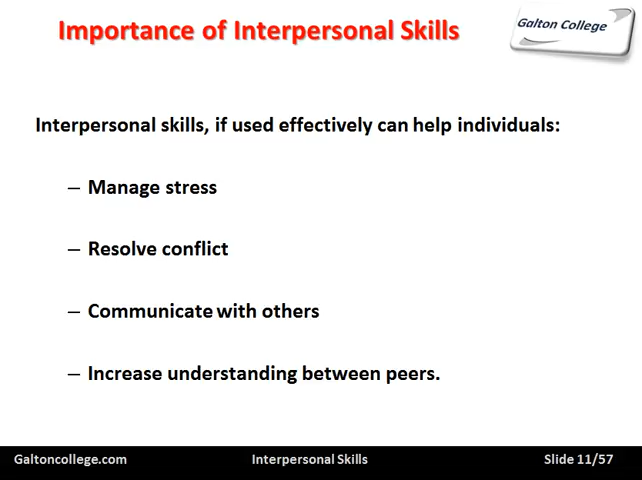 Importance of Interpersonal Skills
Galton College
Interpersonal skills, if used effectively can help individuals:
– Manage stress
– Resolve conflict
– Communicate with others
– Increase understanding between peers.
Galtoncollege.com Interpersonal Skills Slide 11/57